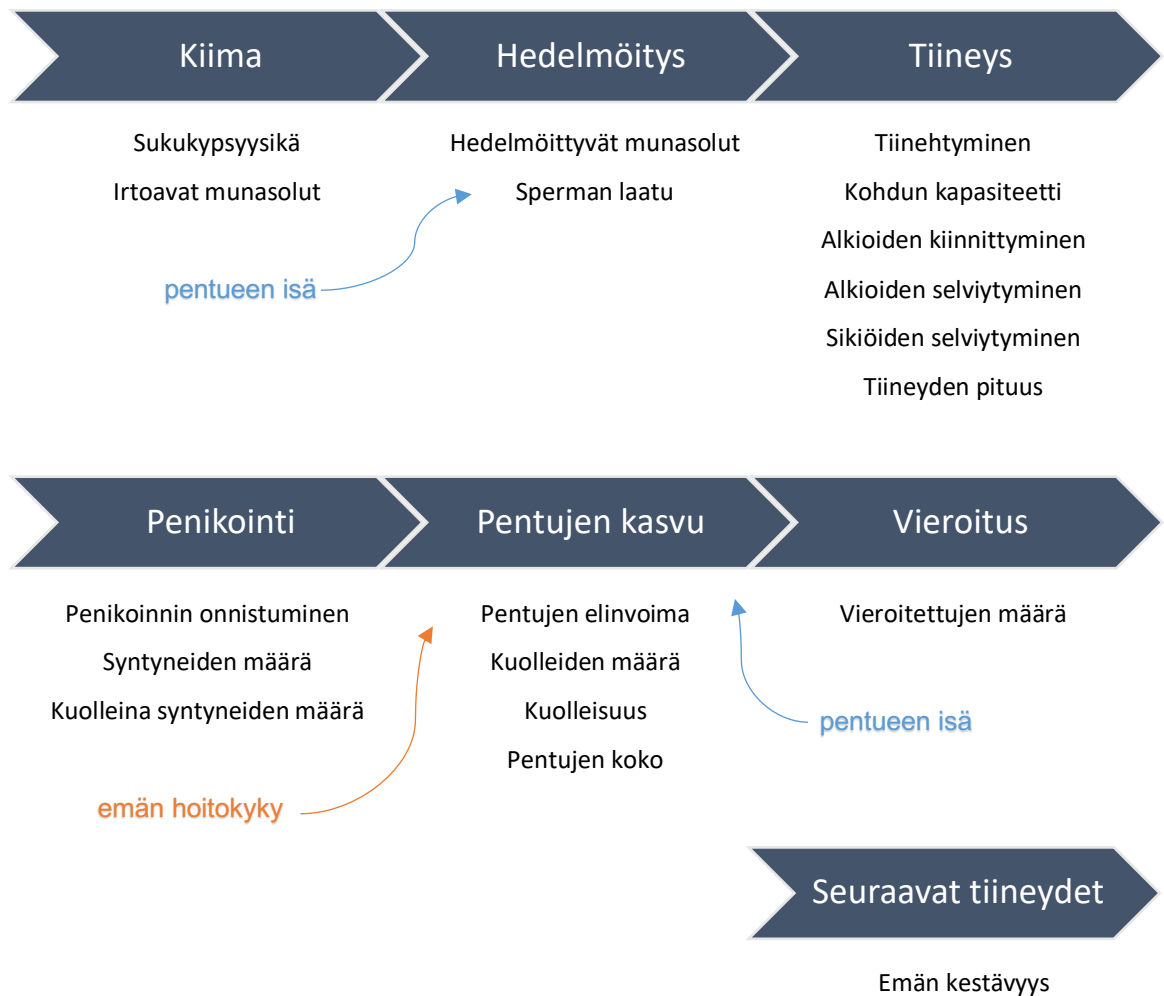 Kiima
Hedelmöitys
Tiineys
Sukukypsyysikä
Irtoavat munasolut
pentueen isä
Hedelmöittyvät munasolut
Sperman laatu
Tiinehtyminen
Kohdun kapasiteetti
Alkioiden kiinnittyminen
Alkioiden selviytyminen
Sikiöiden selviytyminen
Tiineyden pituus
Penikointi
Pentujen kasvu
Vieroitus
Penikoinnin onnistuminen
Syntyneiden määrä
Kuolleina syntyneiden määrä
emän hoitokyky
Pentujen elinvoima
Kuolleiden määrä
Kuolleisuus
Pentujen koko
Vieroitettujen määrä
pentueen isä
Seuraavat tiineydet
Emän kestävyys